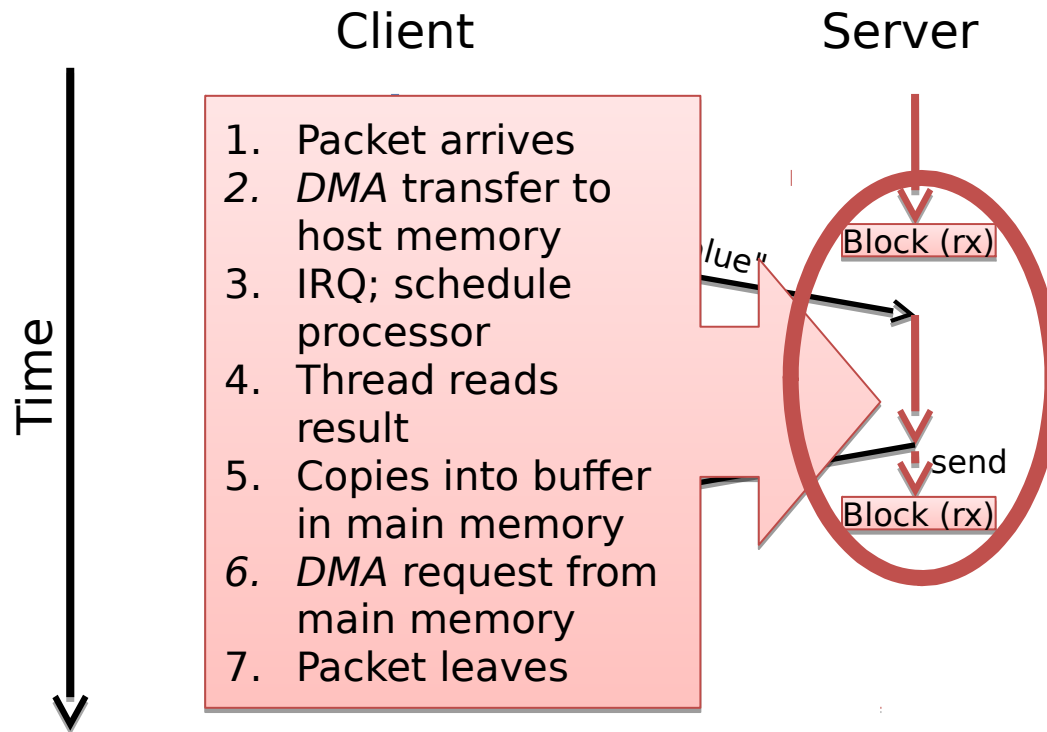 Client
Server
Time
1. Packet arrives
2. DMA transfer to
host memory
3. IRQ; schedule
processor
4. Thread reads
result
5. Copies into buffer
in main memory
6. DMA request from
main memory
7. Packet leaves
Block (rx)
send
Block (rx)